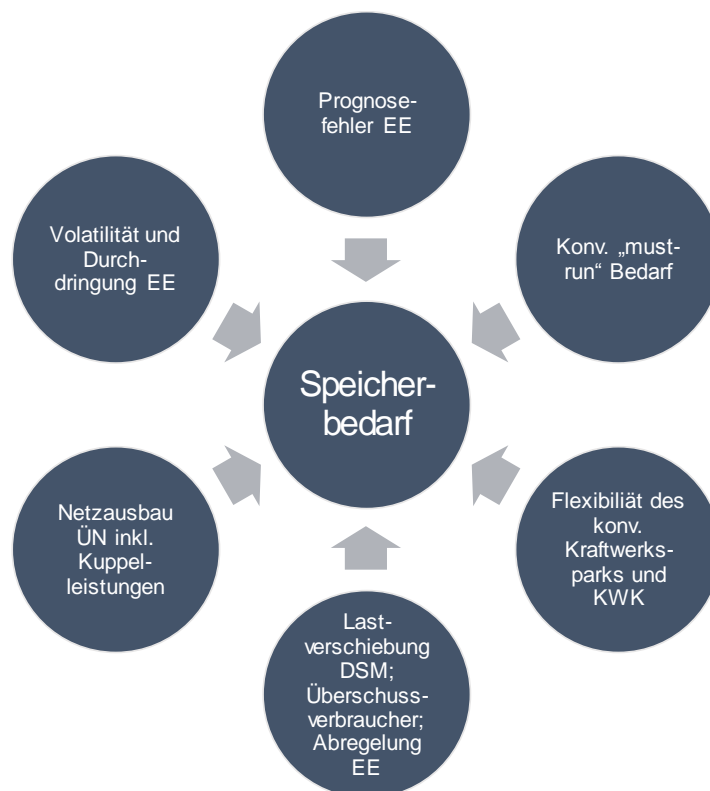 Prognose-
fehler EE
Volatilität und
Durch-
dringung EE
Konv. „must-
run“ Bedarf
Speicher-
bedarf
Netzausbau
ÜN inkl.
Kuppel-
leistungen
Flexibiliät des
konv.
Kraftwerks-
parks und
KWK
Last-
verschiebung
DSM;
Überschuss-
verbraucher;
Abregelung
EE